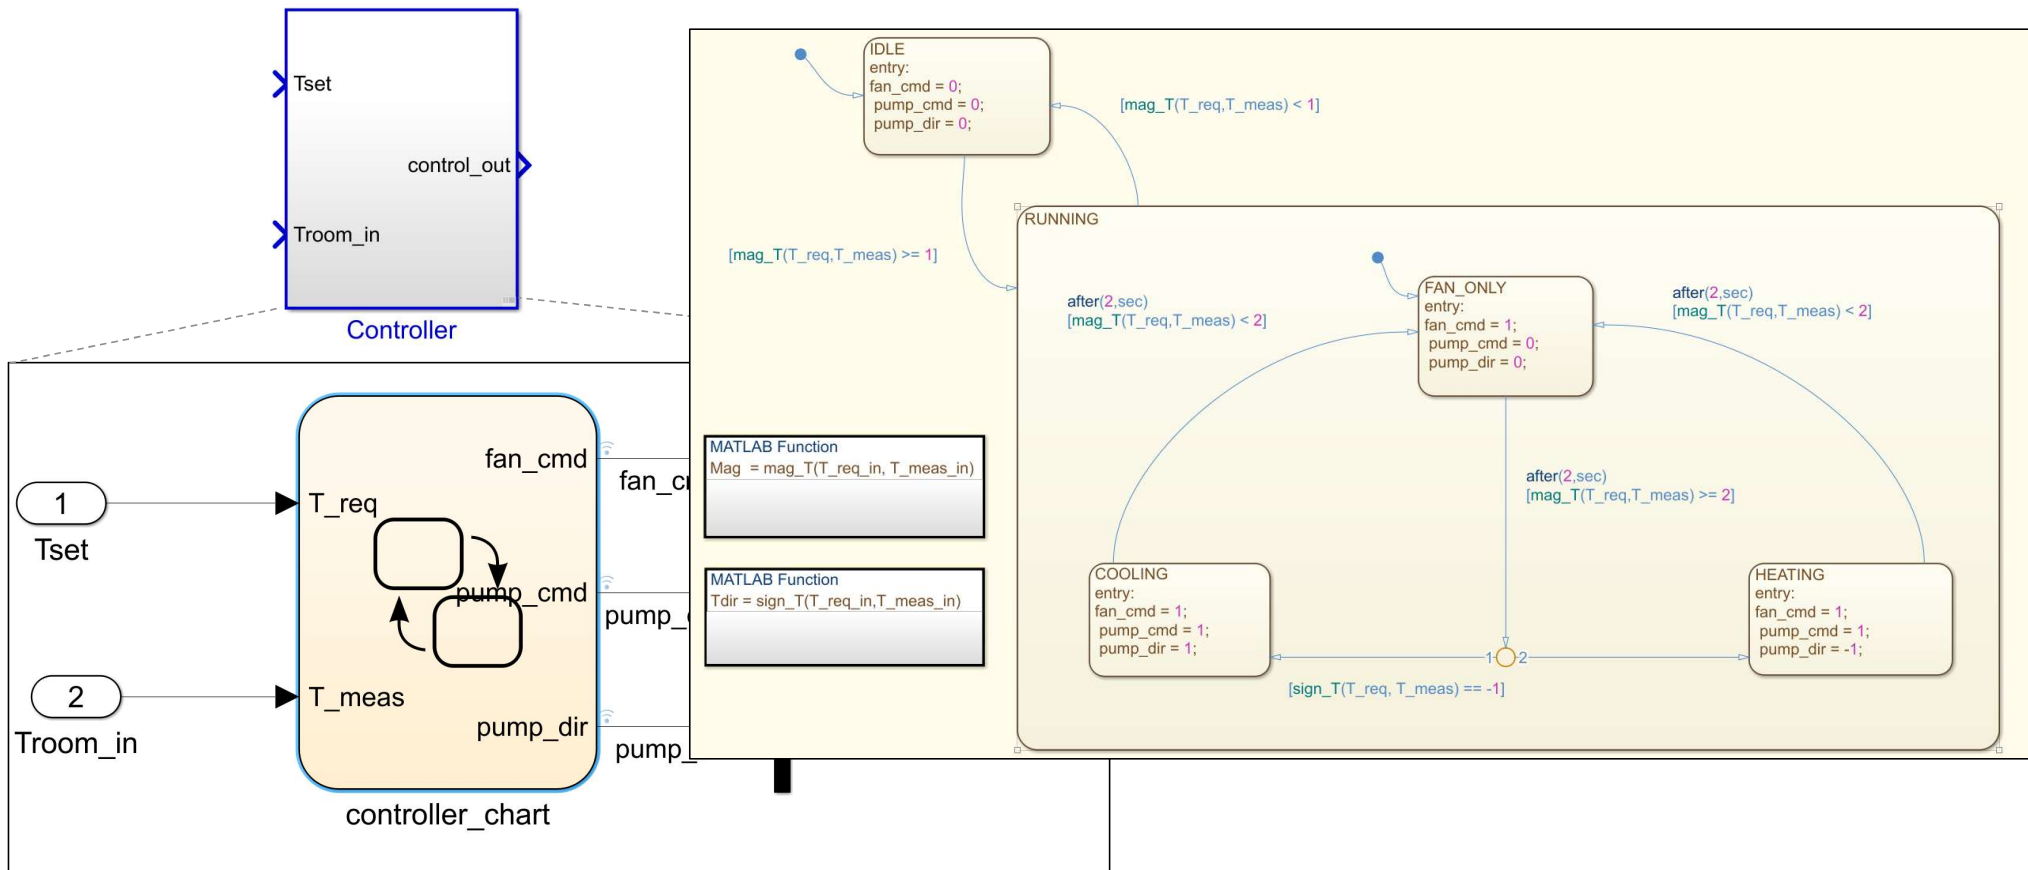 Tset
Troom_in
control_out
Controller
1
Tset
2
Troom_in
T_req
T_meas
fan_cmd
pump_cmd
pump_dir
controller_chart
IDLE
entry:
fan_cmd = 0;
pump_cmd = 0;
pump_dir = 0;
[mag_T(T_req,T_meas) < 1]
[mag_T(T_req,T_meas) >= 1]
RUNNING
after(2,sec)
[mag_T(T_req,T_meas) < 2]
FAN_ONLY
entry:
fan_cmd = 1;
pump_cmd = 0;
pump_dir = 0;
after(2,sec)
[mag_T(T_req,T_meas) < 2]
MATLAB Function
Mag = mag_T(T_req_in, T_meas_in)
MATLAB Function
Tdir = sign_T(T_req_in,T_meas_in)
after(2,sec)
[mag_T(T_req,T_meas) >= 2]
COOLING
entry:
fan_cmd = 1;
pump_cmd = 1;
pump_dir = 1;
1
2
[sign_T(T_req, T_meas) == -1]
HEATING
entry:
fan_cmd = 1;
pump_cmd = 1;
pump_dir = -1;